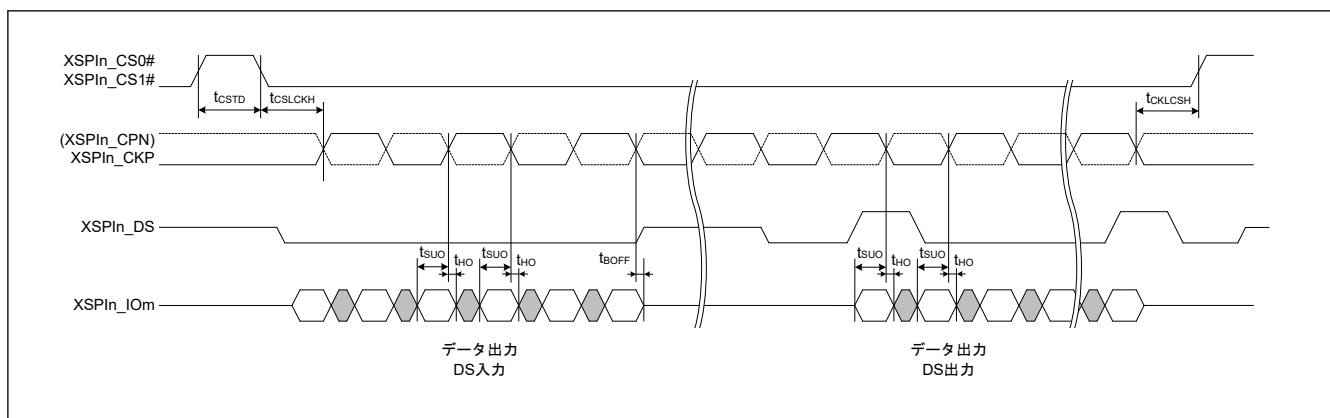 XSPIn_CS0#
XSPIn_CS1#
tCSTD
tCSLCKH
tCKLCSH
(XSPIn_CPN)
XSPIn_CKP
XSPIn_DS
tSUO
tHO
tSUO
tHO
tBOFF
tSUO
tHO
tSUO
tHO
XSPIn_IOm
データ出力
DS入力
データ出力
DS出力